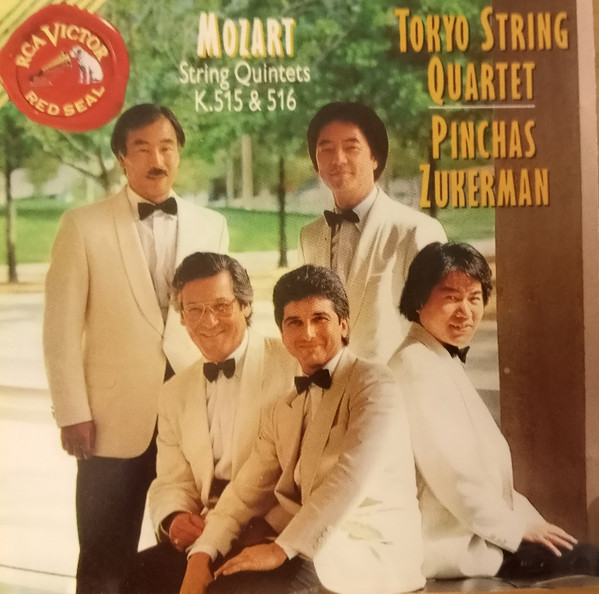 RCA VICTOR
RED SEAL
MOZART
String Quintets
K.515 & 516
TOKYO STRING
QUARTET
PINCHAS
ZUKERMAN